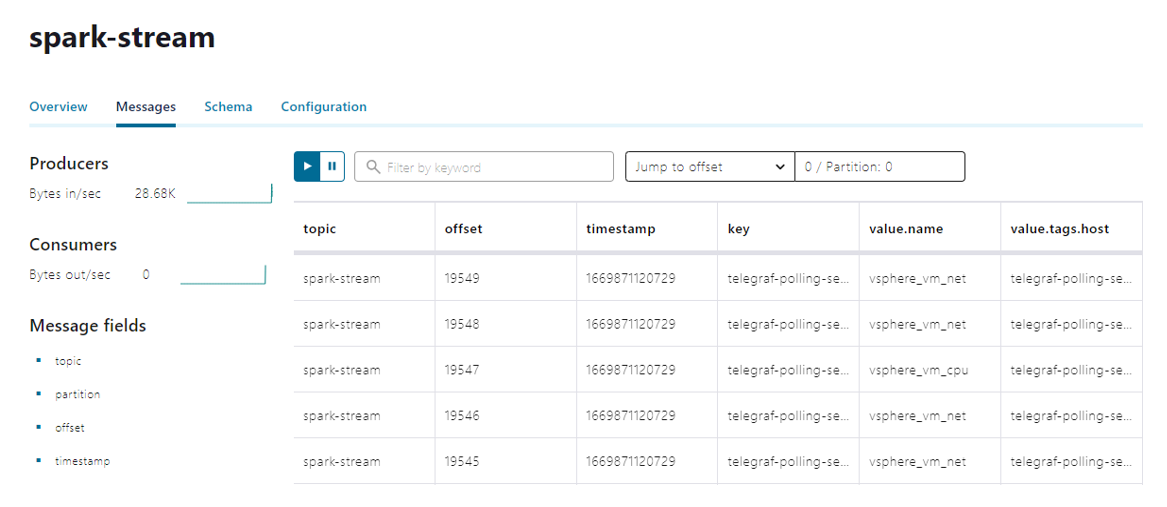 spark-stream
Overview Messages Schema Configuration
Producers
Bytes in/sec 28.68K
Consumers
Bytes out/sec 0
Message fields
topic
partition
offset
timestamp
Filter by keyword Jump to offset 0 / Partition: 0
topic offset timestamp key value.name value.tags.host
spark-stream 19549 1669871120729 telegraf-polling-se... vsphere_vm_net telegraf-polling-se...
spark-stream 19548 1669871120729 telegraf-polling-se... vsphere_vm_net telegraf-polling-se...
spark-stream 19547 1669871120729 telegraf-polling-se... vsphere_vm_cpu telegraf-polling-se...
spark-stream 19546 1669871120729 telegraf-polling-se... vsphere_vm_net telegraf-polling-se...
spark-stream 19545 1669871120729 telegraf-polling-se... vsphere_vm_net telegraf-polling-se...